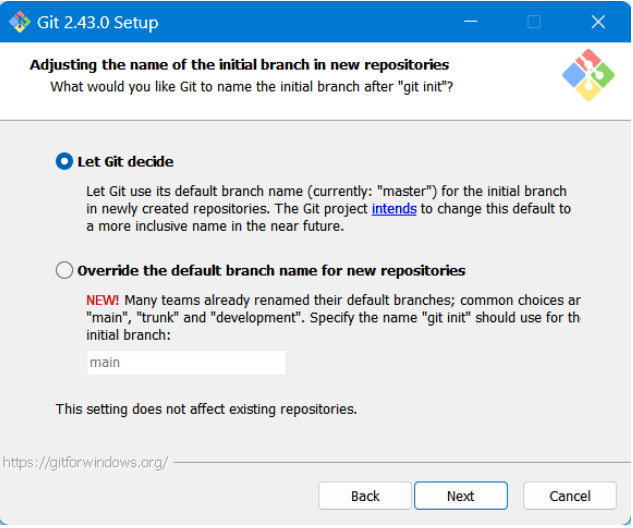 Git 2.43.0 Setup
Adjusting the name of the initial branch in new repositories
What would you like Git to name the initial branch after "git init"?
Let Git decide
Let Git use its default branch name (currently: "master") for the initial branch
in newly created repositories. The Git project intends to change this default to
a more inclusive name in the near future.
Override the default branch name for new repositories
NEW! Many teams already renamed their default branches; common choices ar
"main", "trunk" and "development". Specify the name "git init" should use for th
initial branch:
main
This setting does not affect existing repositories.
https://gitforwindows.org/
Back Next Cancel